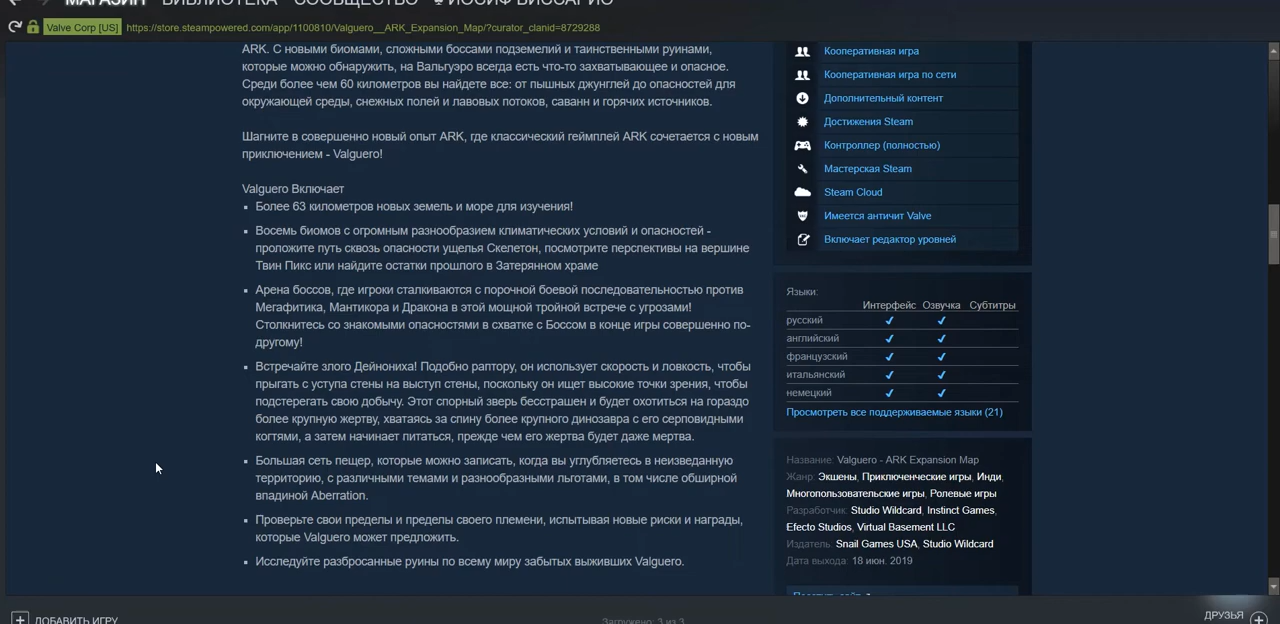 МАГАЗИН БИБЛИОТЕКА СООБЩЕСТВО ИОСИФ ВИССАРИО
Valve Corp [US] https://store.steampowered.com/app/1100810/Valguero__ARK_Expansion_Map/?curator_clanid=8729288
ARK. С новыми биомами, сложными боссами подземелий и таинственными руинами,
которые можно обнаружить, на Вальгуэро всегда есть что-то захватывающее и опасное.
Среди более чем 60 километров вы найдете все: от пышных джунглей до опасностей для
окружающей среды, снежных полей и лавовых потоков, саванн и горячих источников.
Шагните в совершенно новый опыт ARK, где классический геймплей ARK сочетается с новым
приключением - Valguero!
Valguero Включает
Более 63 километров новых земель и море для изучения!
Восемь биомов с огромным разнообразием климатических условий и опасностей -
проложите путь сквозь опасности ущелья Скелетон, посмотрите перспективы на вершине
Твин Пикс или найдите остатки прошлого в Затерянном храме
Арена боссов, где игроки сталкиваются с порочной боевой последовательностью против
Мегафитика, Мантикора и Дракона в этой мощной тройной встрече с угрозами!
Столкнитесь со знакомыми опасностями в схватке с Боссом в конце игры совершенно по-
другому!
Встречайте злого Дейнониха! Подобно раптору, он использует скорость и ловкость, чтобы
прыгать с уступа стены на выступ стены, поскольку он ищет высокие точки зрения, чтобы
подстерегать свою добычу. Этот спорный зверь бесстрашен и будет охотиться на гораздо
более крупную жертву, хватаясь за спину более крупного динозавра с его серповидными
когтями, а затем начинает питаться, прежде чем его жертва будет даже мертва.
Большая сеть пещер, которые можно записать, когда вы углубляетесь в неизведанную
территорию, с различными темами и разнообразными льготами, в том числе обширной
впадиной Aberration.
Проверьте свои пределы и пределы своего племени, испытывая новые риски и награды,
которые Valguero может предложить.
Исследуйте разбросанные руины по всему миру забытых выживших Valguero.
Кооперативная игра
Кооперативная игра по сети
Дополнительный контент
Достижения Steam
Контроллер (полностью)
Мастерская Steam
Steam Cloud
Имеется античит Valve
Включает редактор уровней
Языки:
Интерфейс Озвучка Субтитры
русский ✔ ✔
английский ✔ ✔
французский ✔ ✔
итальянский ✔ ✔
немецкий ✔ ✔
Просмотреть все поддерживаемые языки (21)
Название: Valguero - ARK Expansion Map
Жанр: Экшены, Приключенческие игры, Инди,
Многопользовательские игры, Ролевые игры
Разработчик: Studio Wildcard, Instinct Games,
Efecto Studios, Virtual Basement LLC
Издатель: Snail Games USA, Studio Wildcard
Дата выхода: 18 июн. 2019
ДОБАВИТЬ ИГРУ
Загружено: 3 из 3
ДРУЗЬЯ